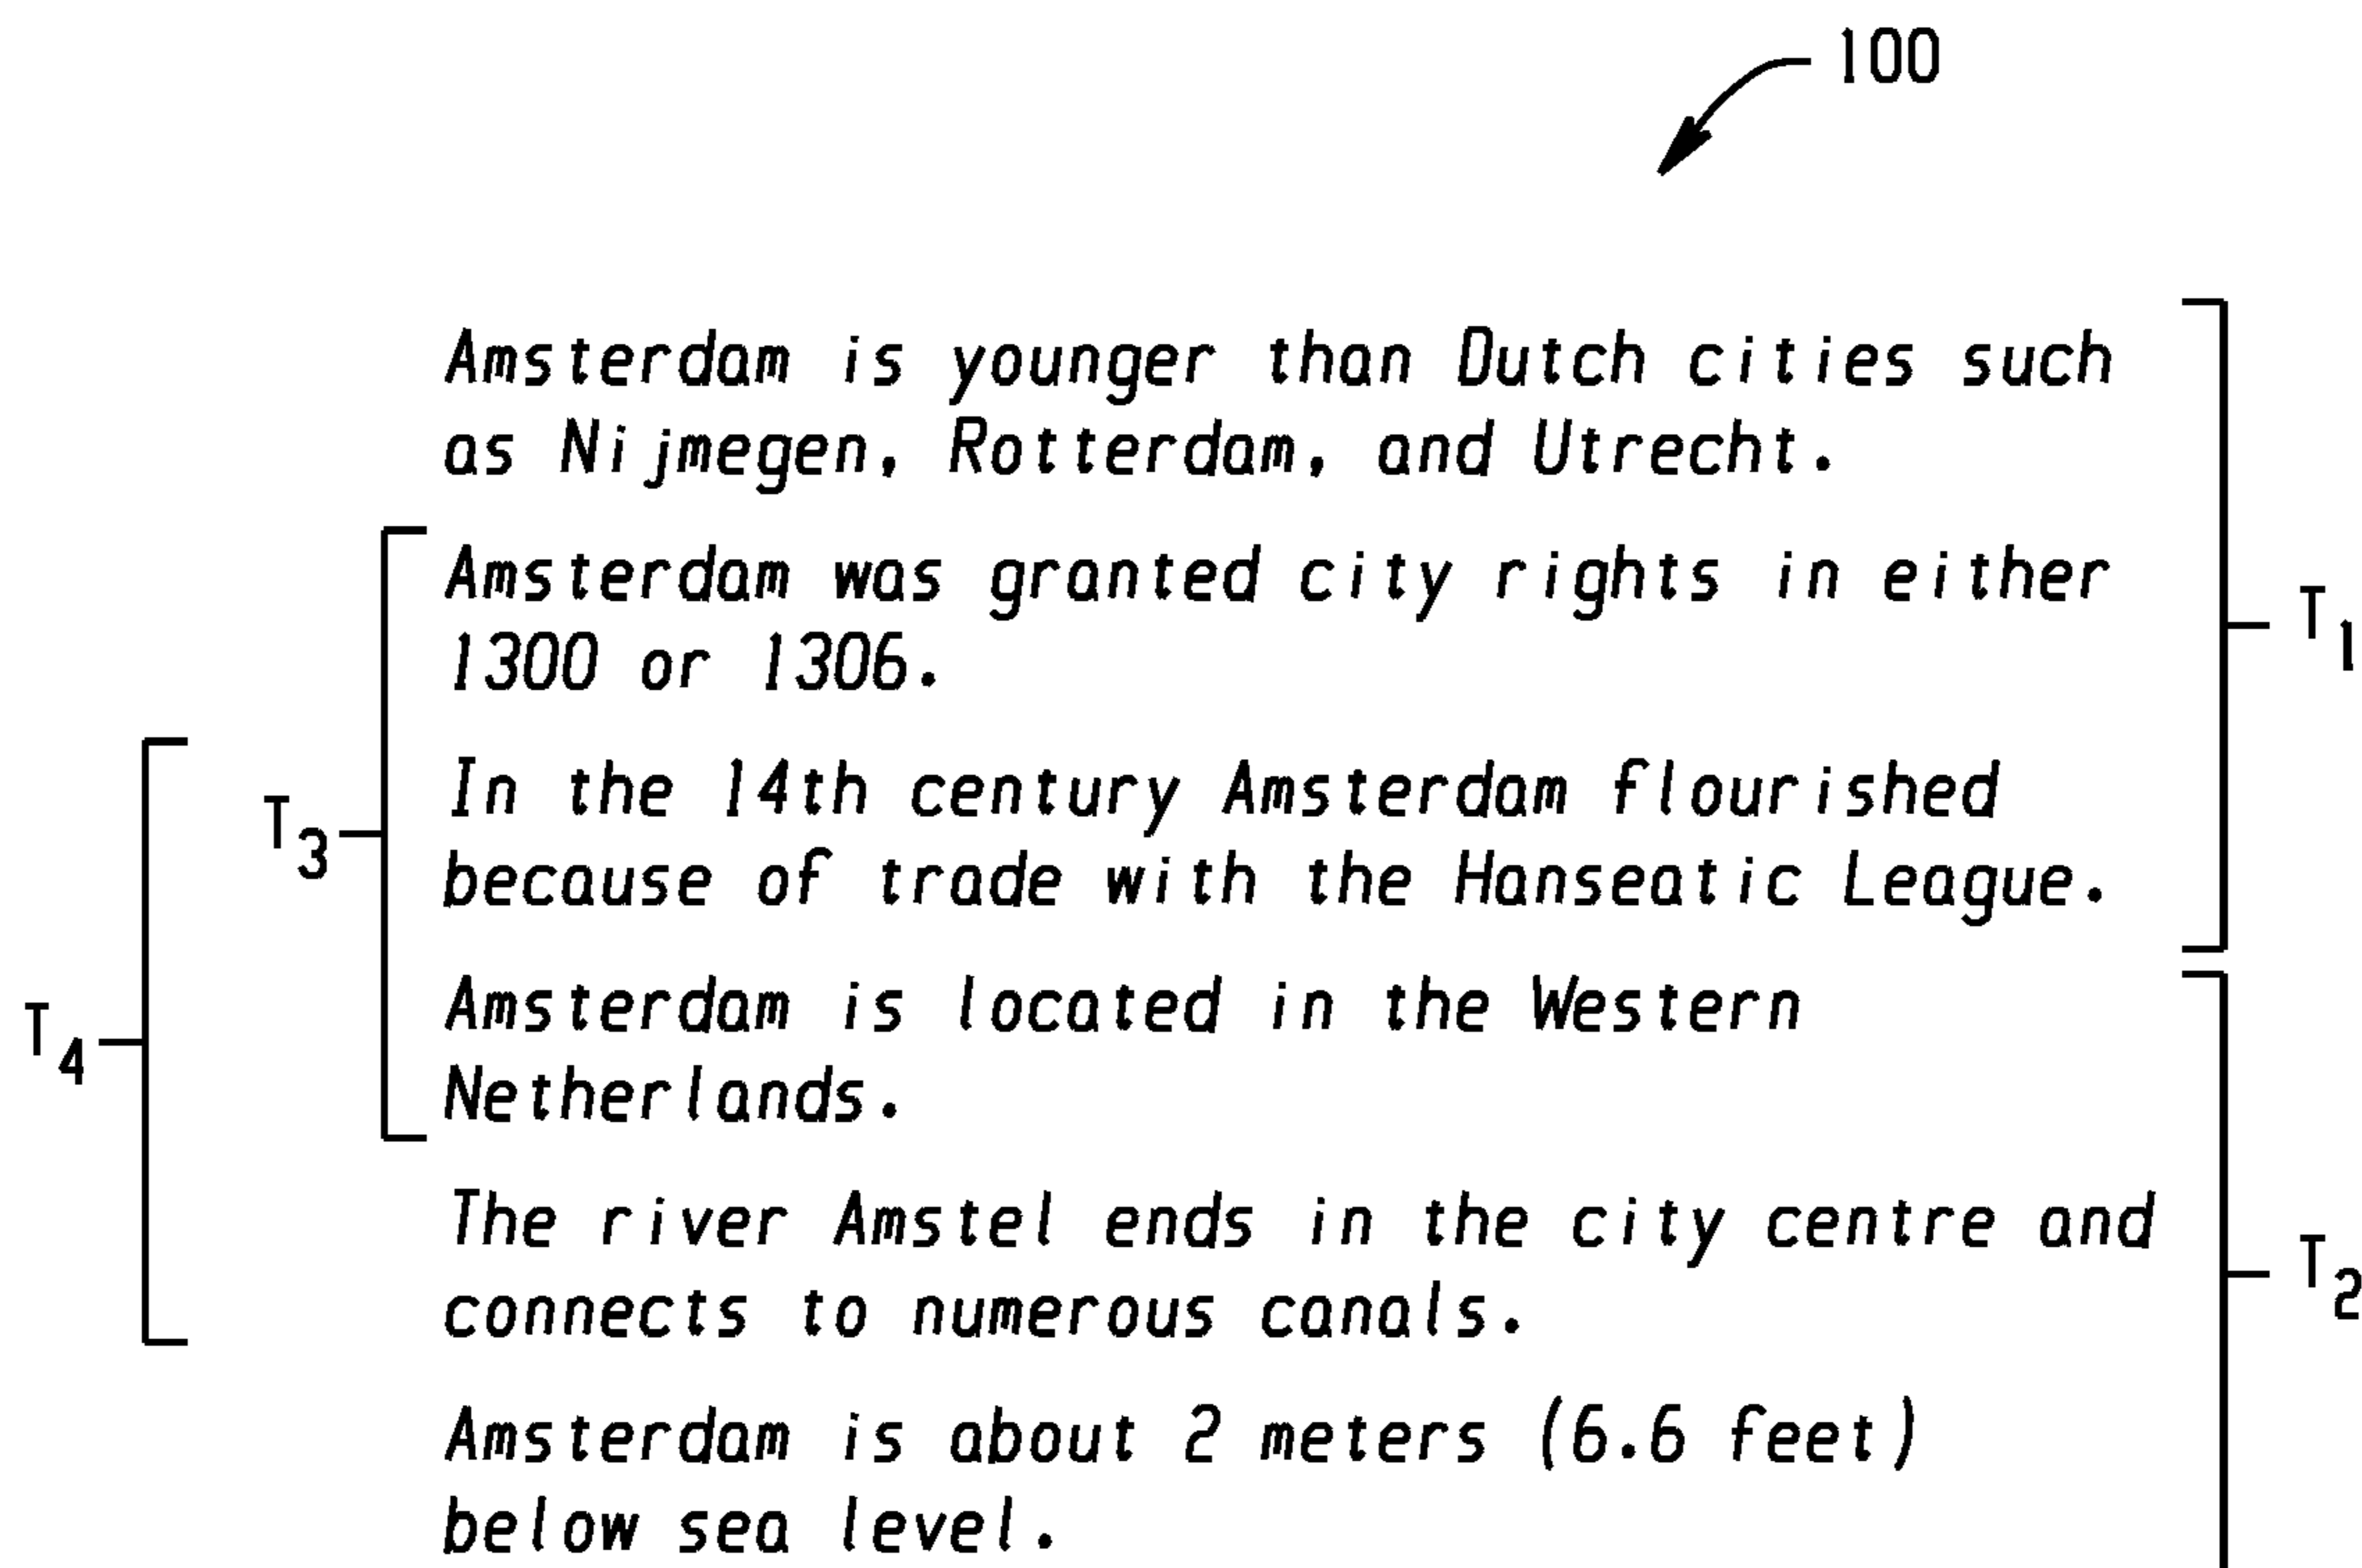 100
Amsterdam is younger than Dutch cities such
as Nijmegen, Rotterdam, and Utrecht.
Amsterdam was granted city rights in either
1300 or 1306.
T1
In the 14th century Amsterdam flourished
because of trade with the Hanseatic League.
T3
Amsterdam is located in the Western
Netherlands.
T4
The river Amstel ends in the city centre and
connects to numerous canals.
T2
Amsterdam is about 2 meters (6.6 feet)
below sea level.